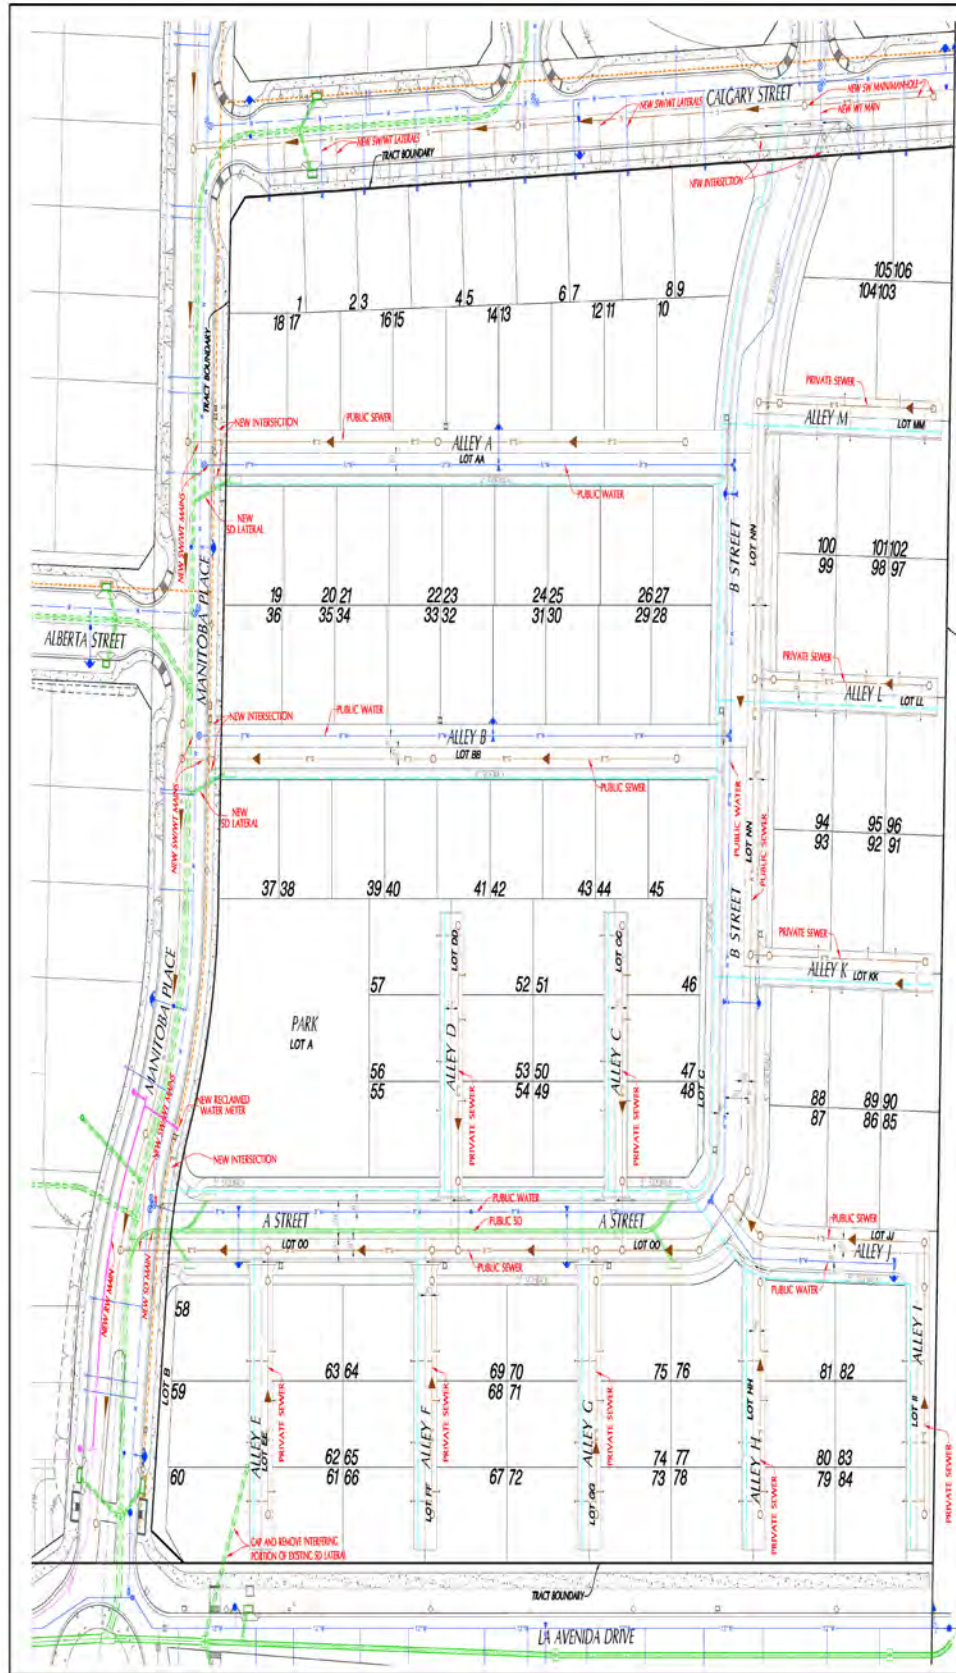 CALGARY STREET
NEW SW MAIN/MANHOLE
NEW WT MAIN
NEW SW/WT LATERALS
NEW SW/WT LATERALS
TRACT BOUNDARY
NEW INTERSECTION
105 106
104 103
1
2 3
4 5
6 7
8 9
18 17
16 15
14 13
12 11
10
TRACT BOUNDARY
PRIVATE SEWER
ALLEY M
LOT MM
NEW INTERSECTION
PUBLIC SEWER
ALLEY A
LOT AA
PUBLIC WATER
NEW SW/WT MAINS
NEW
SD LATERAL
MANITOBA PLACE
B STREET
LOT NN
100
101 102
99
98 97
19
20 21
22 23
24 25
26 27
36
35 34
33 32
31 30
29 28
ALBERTA STREET
PRIVATE SEWER
ALLEY L
LOT LL
NEW INTERSECTION
PUBLIC WATER
ALLEY B
LOT BB
PUBLIC SEWER
NEW SW/WT MAINS
NEW
SD LATERAL
PUBLIC WATER
PUBLIC SEWER
LOT NN
94
95 96
93
92 91
37 38
39 40
41 42
43 44
45
B STREET
LOT DD
LOT CC
PRIVATE SEWER
ALLEY K
LOT KK
MANITOBA PLACE
57
52 51
46
PARK
LOT A
ALLEY D
ALLEY C
56
53 50
47
55
54 49
48
LOT C
PRIVATE SEWER
PRIVATE SEWER
88
89 90
87
86 85
NEW RECLAIMED
WATER METER
NEW SW/WT MAINS
NEW INTERSECTION
PUBLIC WATER
A STREET
PUBLIC SD
A STREET
LOT OO
LOT OO
PUBLIC SEWER
PUBLIC SEWER
LOT JJ
ALLEY J
PUBLIC WATER
NEW RW MAIN
NEW SD MAIN
58
LOT B
59
63 64
69 70
75 76
81 82
68 71
ALLEY I
LOT II
ALLEY E
LOT EE
PRIVATE SEWER
ALLEY F
LOT FF
PRIVATE SEWER
ALLEY G
LOT GG
PRIVATE SEWER
ALLEY H
LOT HH
PRIVATE SEWER
PRIVATE SEWER
60
62 65
61 66
67 72
74 77
73 78
80 83
79 84
CAP AND REMOVE INTERFERING
PORTION OF EXISTING SD LATERAL
TRACT BOUNDARY
LA AVENIDA DRIVE